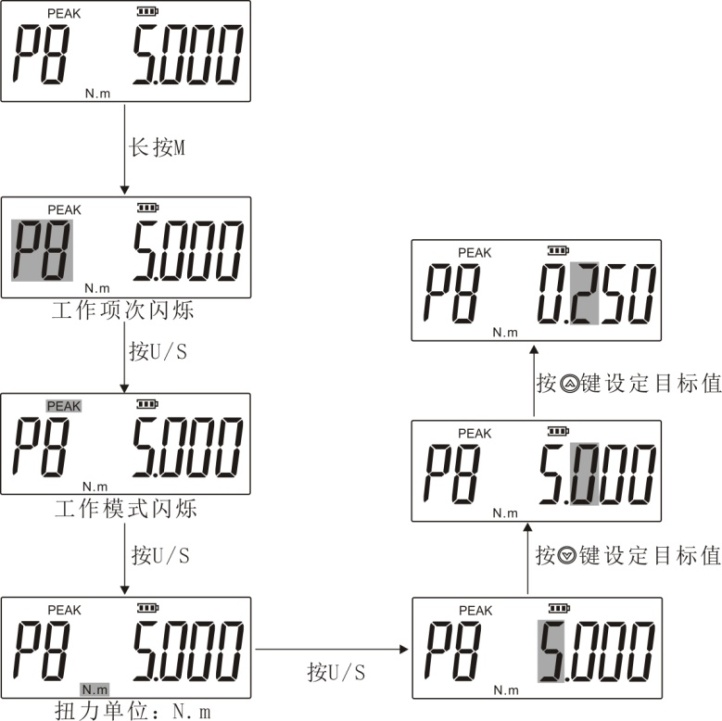 PEAK
P8 5.000
N.m
长按M
PEAK
P8 5.000
N.m
工作项次闪烁
按U/S
PEAK
P8 5.000
N.m
工作模式闪烁
按U/S
PEAK
P8 5.000
N.m
扭力单位：N.m
按U/S
PEAK
P8 5.000
N.m
按键设定目标值
PEAK
P8 5.000
N.m
按键设定目标值
PEAK
P8 0.250
N.m